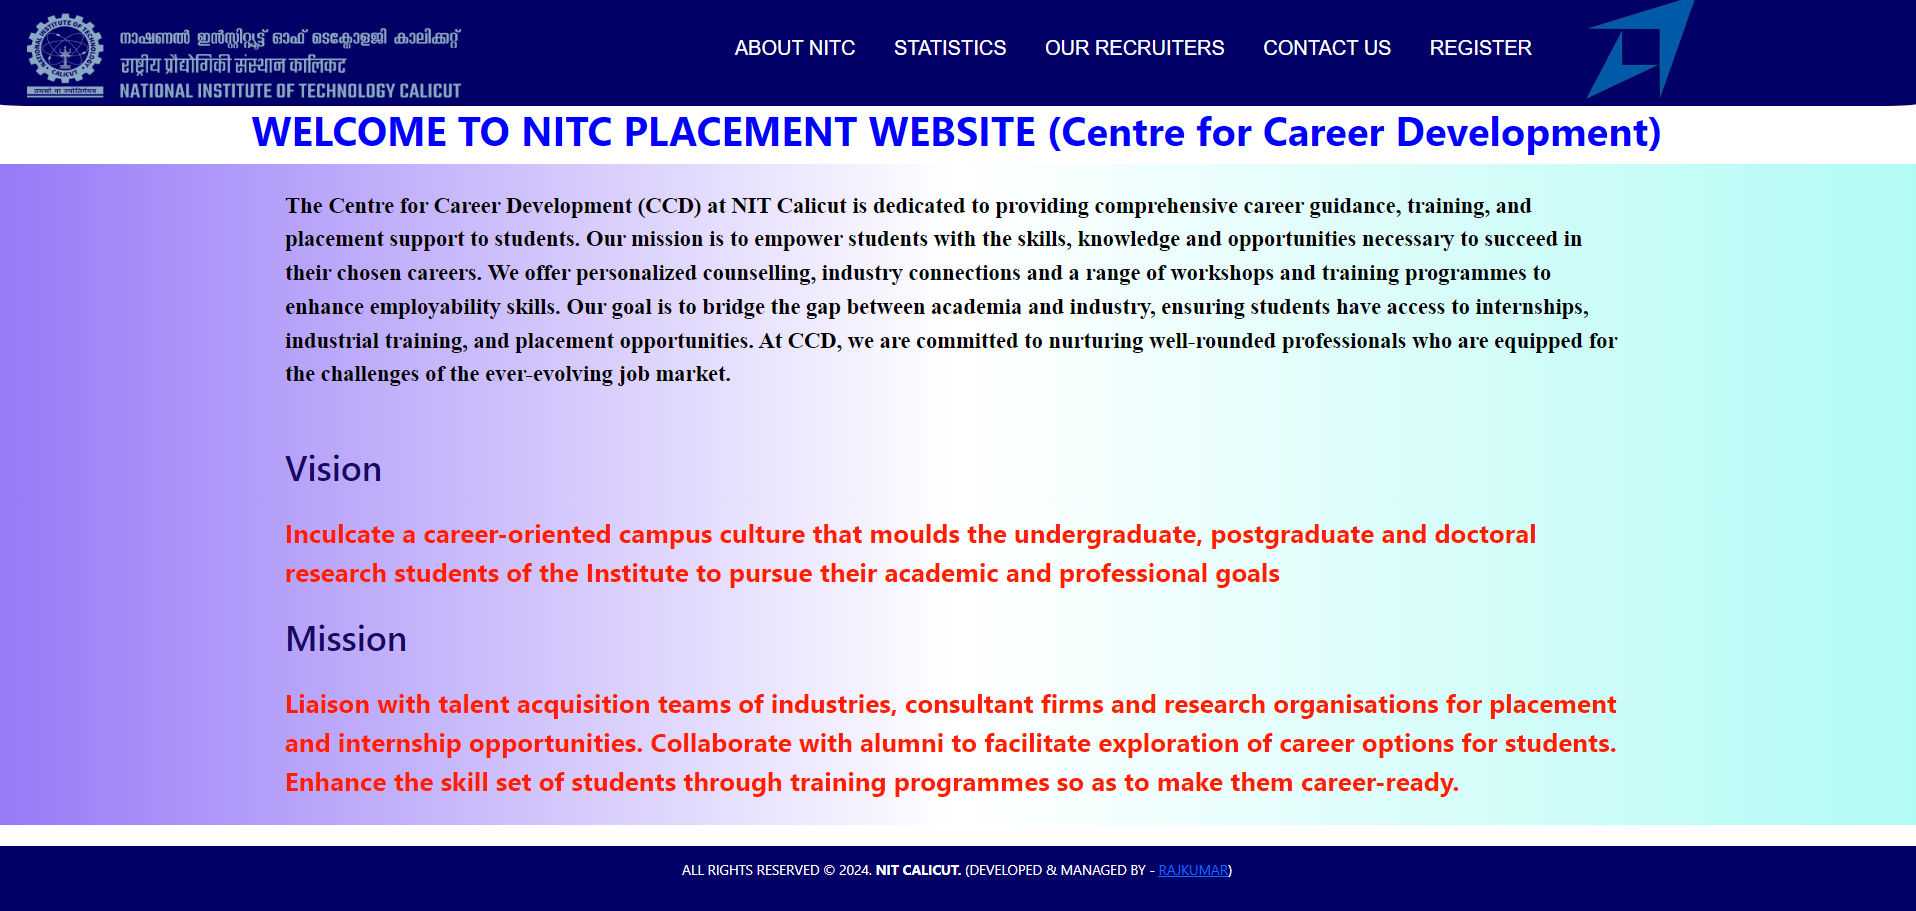 നാഷണൽ ഇൻസ്റ്റിറ്റ്യൂട്ട് ഓഫ് ടെക്നോളജി കാലിക്കറ്റ്
राष्ट्रीय प्रौद्योगिकी संस्थान कालिकट
NATIONAL INSTITUTE OF TECHNOLOGY CALICUT
NATIONAL INSTITUTE OF TECHNOLOGY
CALICUT
तमसो मा ज्योतिर्गमय
ABOUT NITC STATISTICS OUR RECRUITERS CONTACT US REGISTER
WELCOME TO NITC PLACEMENT WEBSITE (Centre for Career Development)
The Centre for Career Development (CCD) at NIT Calicut is dedicated to providing comprehensive career guidance, training, and
placement support to students. Our mission is to empower students with the skills, knowledge and opportunities necessary to succeed in
their chosen careers. We offer personalized counselling, industry connections and a range of workshops and training programmes to
enhance employability skills. Our goal is to bridge the gap between academia and industry, ensuring students have access to internships,
industrial training, and placement opportunities. At CCD, we are committed to nurturing well-rounded professionals who are equipped for
the challenges of the ever-evolving job market.
Vision
Inculcate a career-oriented campus culture that moulds the undergraduate, postgraduate and doctoral
research students of the Institute to pursue their academic and professional goals
Mission
Liaison with talent acquisition teams of industries, consultant firms and research organisations for placement
and internship opportunities. Collaborate with alumni to facilitate exploration of career options for students.
Enhance the skill set of students through training programmes so as to make them career-ready.
ALL RIGHTS RESERVED © 2024. NIT CALICUT. (DEVELOPED & MANAGED BY - RAJKUMAR)